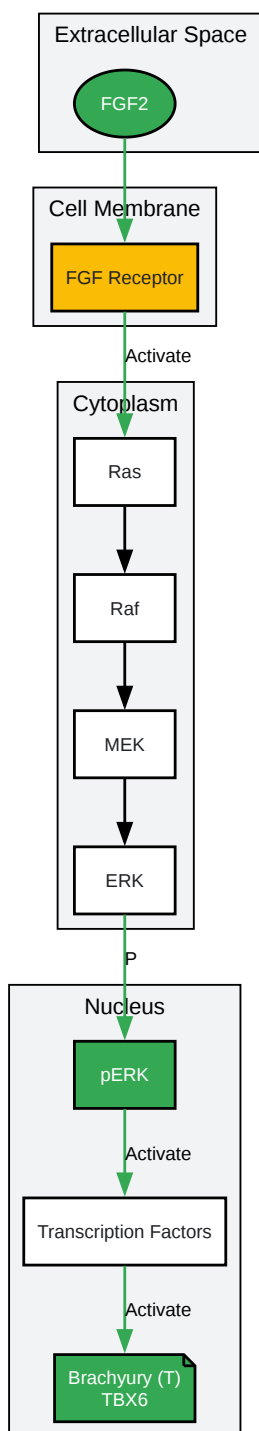 Extracellular Space
FGF2
Cell Membrane
FGF Receptor
Activate
Cytoplasm
Ras
Raf
MEK
ERK
P
Nucleus
pERK
Activate
Transcription Factors
Activate
Brachyury (T)
TBX6